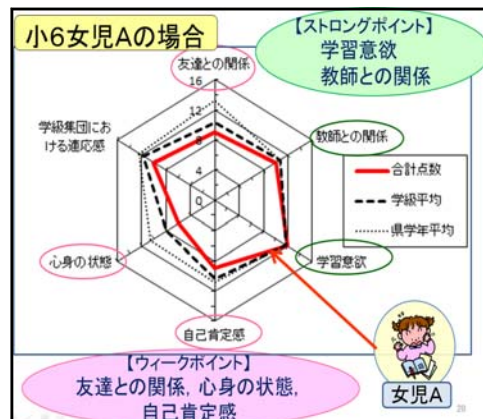 小6女児Aの場合
【ストロングポイント】
学習意欲
教師との関係
友達との関係
16
12
8
4
0
学級集団にお
ける適応感
教師との関係
合計点数
学級平均
県学年平均
心身の状態
学習意欲
自己肯定感
【ウィークポイント】
友達との関係，心身の状態，
自己肯定感
女児A
20